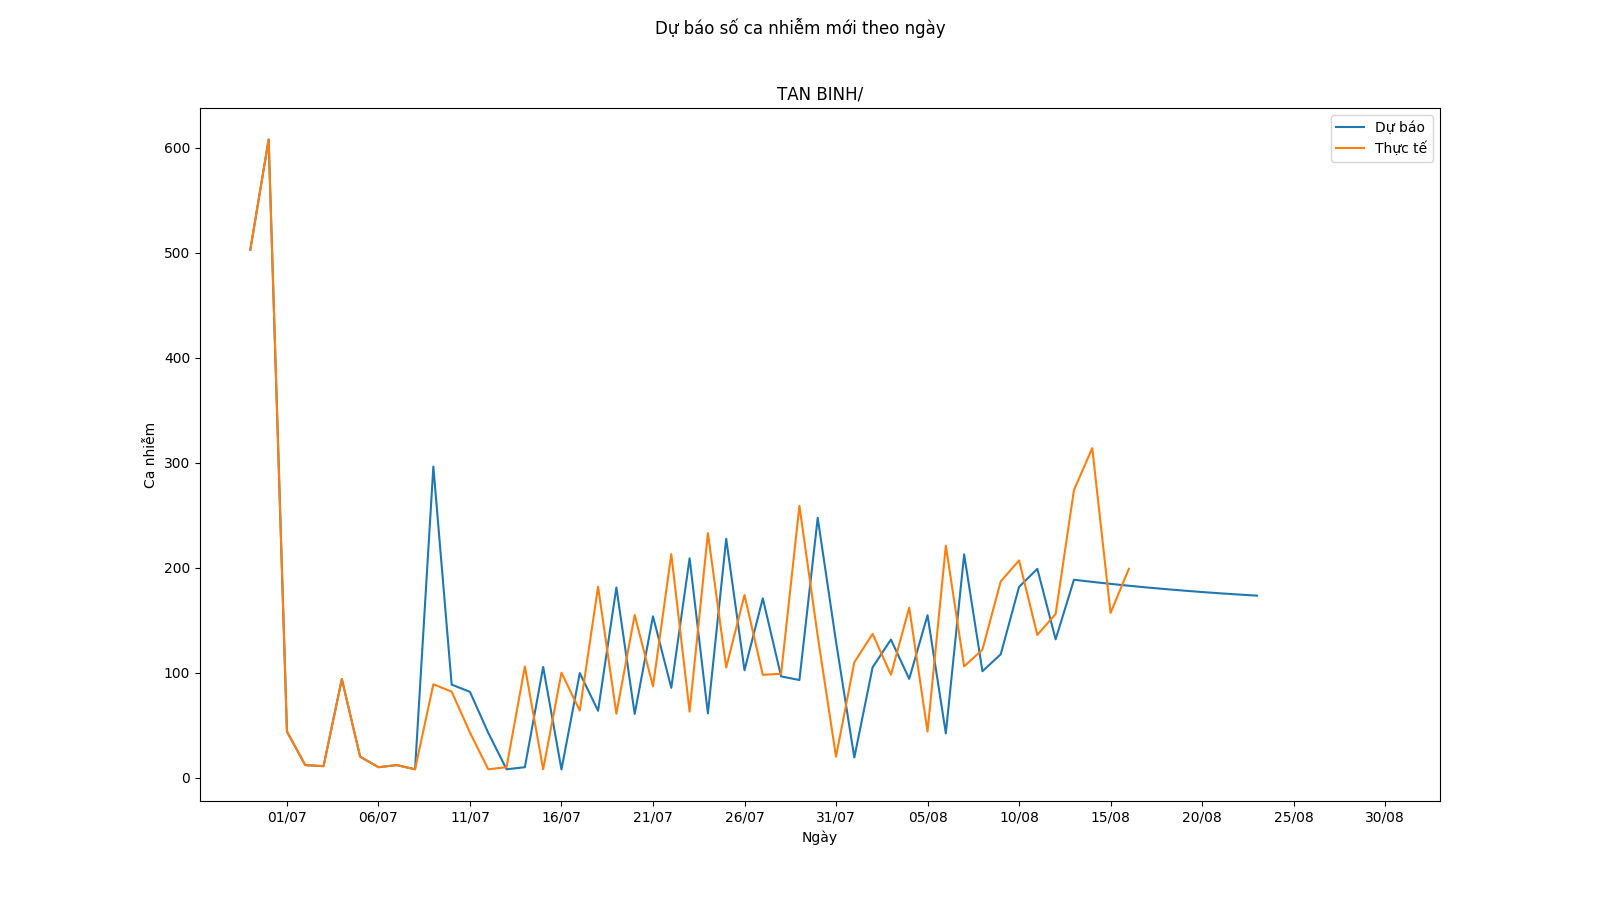 Dự báo số ca nhiễm mới theo ngày
TAN BINH/
Dự báo
Thực tế
600
500
400
300
200
100
0
Ca nhiễm
01/07 06/07 11/07 16/07 21/07 26/07 31/07 05/08 10/08 15/08 20/08 25/08 30/08
Ngày